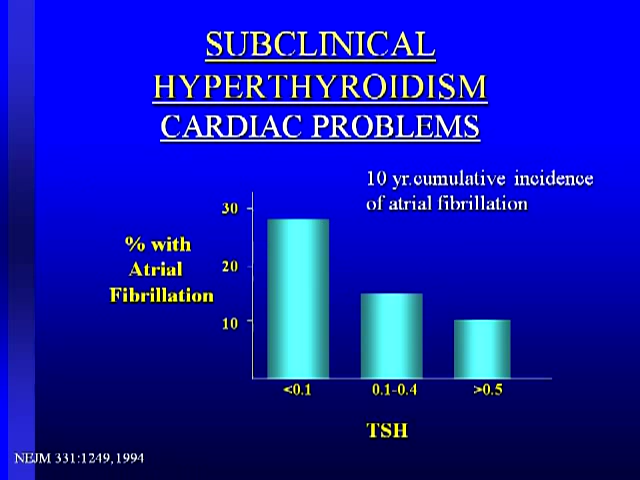 SUBCLINICAL
HYPERTHYROIDISM
CARDIAC PROBLEMS
10 yr.cumulative incidence
of atrial fibrillation
30
% with
Atrial
Fibrillation
20
10
<0.1
0.1-0.4
>0.5
TSH
NEJM 331:1249,1994